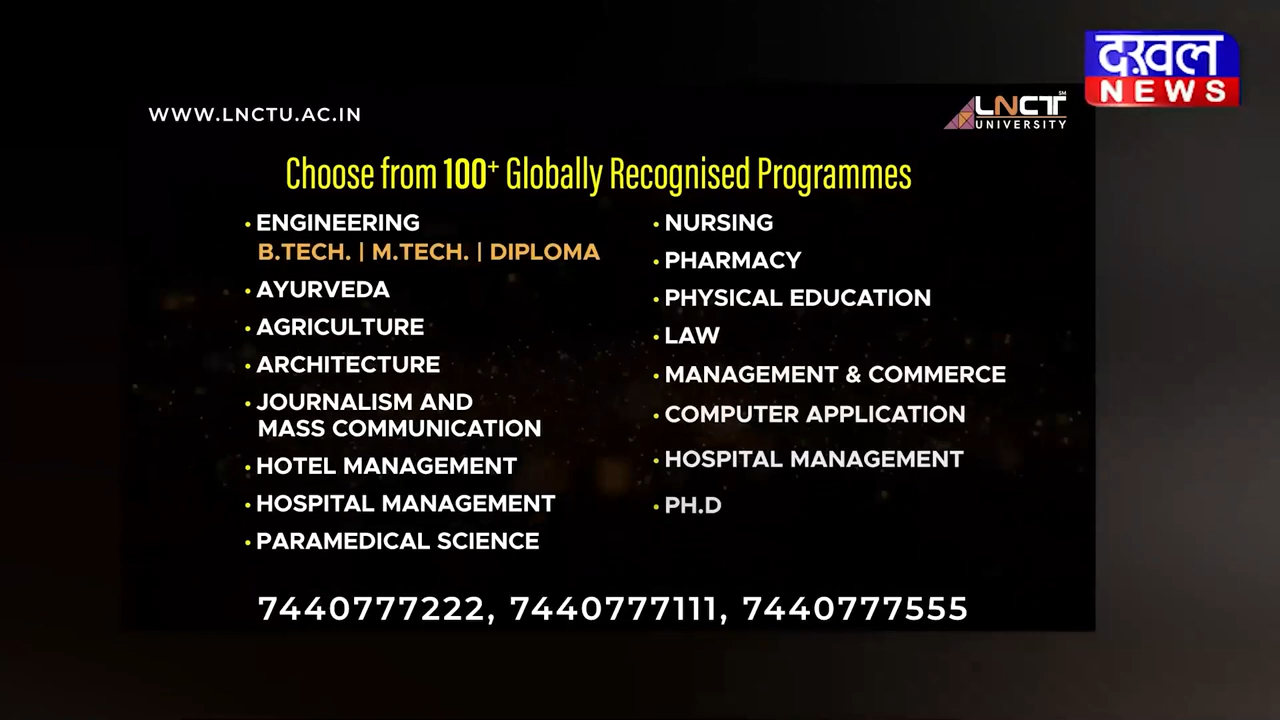 दख़ल
NEWS
WWW.LNCTU.AC.IN
LNCT SM
UNIVERSITY
Choose from 100+ Globally Recognised Programmes
• ENGINEERING
B.TECH. | M.TECH. | DIPLOMA
• AYURVEDA
• AGRICULTURE
• ARCHITECTURE
• JOURNALISM AND
MASS COMMUNICATION
• HOTEL MANAGEMENT
• HOSPITAL MANAGEMENT
• PARAMEDICAL SCIENCE
• NURSING
• PHARMACY
• PHYSICAL EDUCATION
• LAW
• MANAGEMENT & COMMERCE
• COMPUTER APPLICATION
• HOSPITAL MANAGEMENT
• PH.D
7440777222, 7440777111, 7440777555